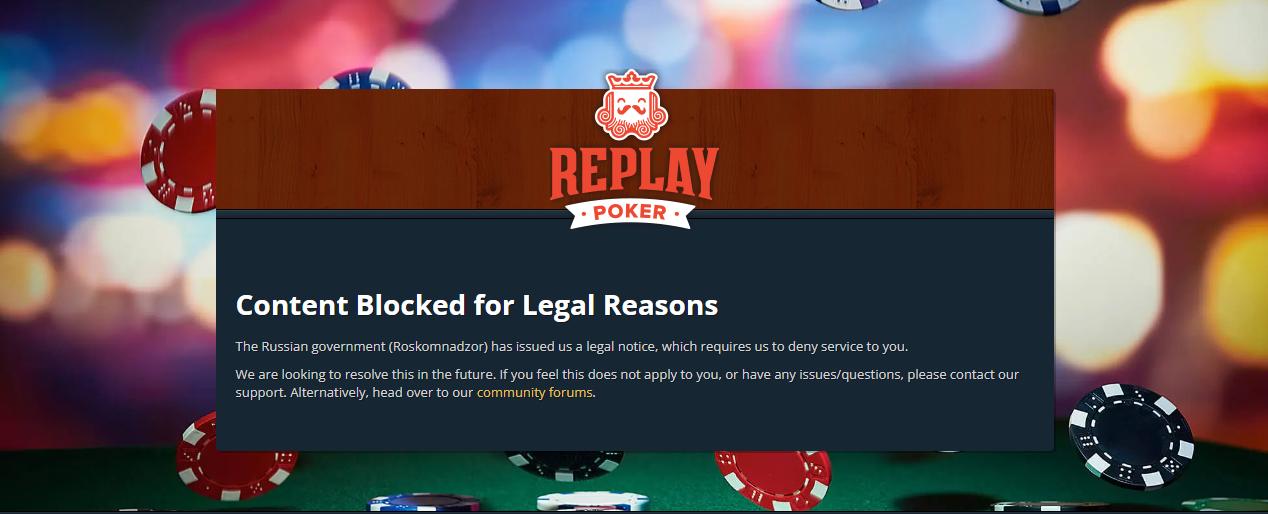 REPLAY
POKER
Content Blocked for Legal Reasons
The Russian government (Roskomnadzor) has issued us a legal notice, which requires us to deny service to you.
We are looking to resolve this in the future. If you feel this does not apply to you, or have any issues/questions, please contact our
support. Alternatively, head over to our community forums.